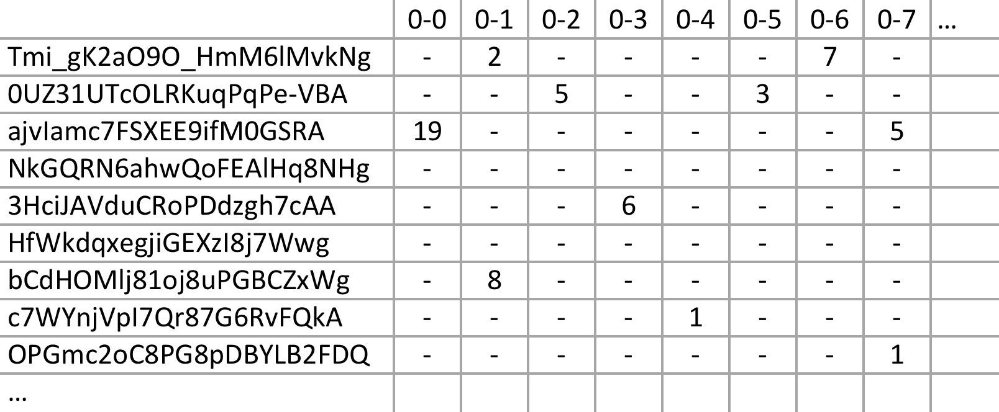 0-0 0-1 0-2 0-3 0-4 0-5 0-6 0-7 ...
Tmi_gK2aO9O_HmM6lMvkNg - 2 - - - - 7 -
0UZ31UTcOLRKuqPqPe-VBA - - 5 - - 3 - -
ajvIamc7FSXEE9ifM0GSRA 19 - - - - - - 5
NkGQRN6ahwQoFEAlHq8NHg - - - - - - - -
3HciJAVduCRoPDdzgh7cAA - - - 6 - - - -
HfWkdqxegjiGEXzI8j7Wwg - - - - - - - -
bCdHOMlj81oj8uPGBCZxWg - 8 - - - - - -
c7WYnjVpI7Qr87G6RvFQkA - - - - 1 - - -
OPGmc2oC8PG8pDBYLB2FDQ - - - - - - - 1
...